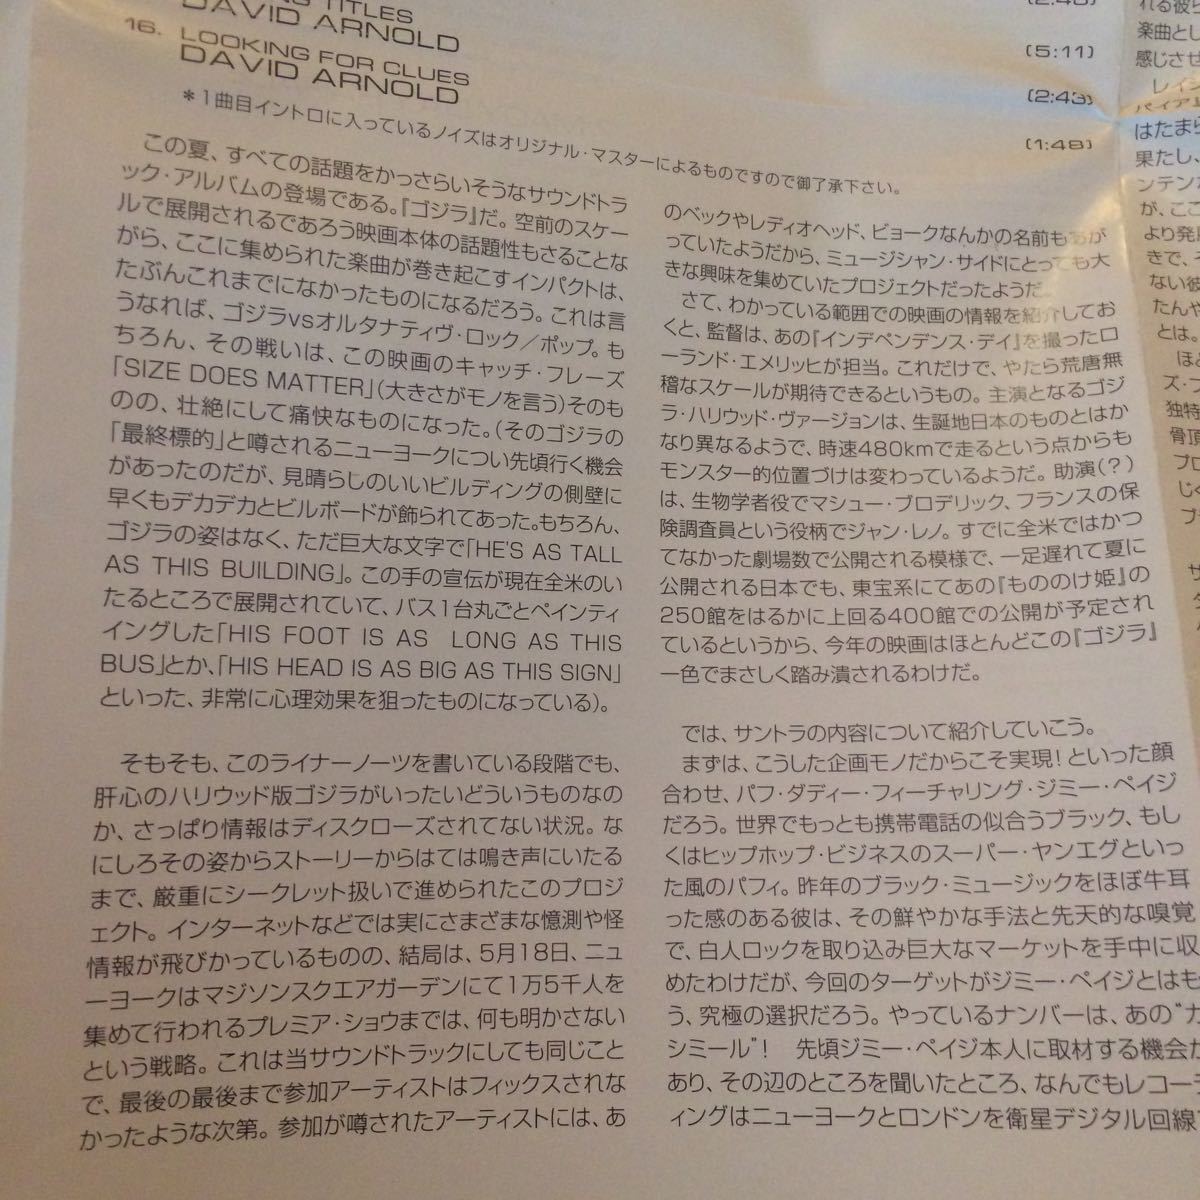 TITLES
DAVID ARNOLD
16. LOOKING FOR CLUES
DAVID ARNOLD
(5:11)
(2:43)
(1:48)
*1曲目イントロに入っているノイズはオリジナル・マスターによるものですので御了承下さい。
この夏、すべての話題をかっさらいそうなサウンドトラ
ック・アルバムの登場である。『ゴジラ』だ。空前のスケー
ルで展開されるであろう映画本体の話題性もさることな
がら、ここに集められた楽曲が巻き起こすインパクトは、
たぶんこれまでになかったものになるだろう。これは言
うなれば、ゴジラvsオルタナティヴ・ロック/ポップ。も
ちろん、その戦いは、この映画のキャッチ・フレーズ
「SIZE DOES MATTER」(大きさがモノを言う)そのも
のの、壮絶にして痛快なものになった。(そのゴジラの
「最終標的」と噂されるニューヨークについ先頃行く機会
があったのだが、見晴らしのいいビルディングの側壁に
早くもデカデカとビルボードが飾られてあった。もちろん、
ゴジラの姿はなく、ただ巨大な文字で「HE'S AS TALL
AS THIS BUILDING」。この手の宣伝が現在全米のい
たるところで展開されていて、バス1台丸ごとペインティ
イングした「HIS FOOT IS AS LONG AS THIS
BUS」とか、「HIS HEAD IS AS BIG AS THIS SIGN」
といった、非常に心理効果を狙ったものになっている)。
そもそも、このライナーノーツを書いている段階でも、
肝心のハリウッド版ゴジラがいったいどういうものなの
か、さっぱり情報はディスクローズされてない状況。な
にしろその姿からストーリーからはては鳴き声にいたる
まで、厳重にシークレット扱いで進められたこのプロジ
ェクト。インターネットなどでは実にさまざまな憶測や怪
情報が飛びかっているものの、結局は、5月18日、ニュ
ーヨークはマジソンスクエアガーデンにて1万5千人を
集めて行われるプレミア・ショウまでは、何も明かさない
という戦略。これは当サウンドトラックにしても同じこと
で、最後の最後まで参加アーティストはフィックスされな
かったような次第。参加が噂されたアーティストには、あ
のベックやレディオヘッド、ビョークなんかの名前もあが
っていたようだから、ミュージシャン・サイドにとっても大
きな興味を集めていたプロジェクトだったようだ。
さて、わかっている範囲での映画の情報を紹介してお
くと、監督は、あの『インデペンデンス・デイ』を撮ったロ
ーランド・エメリッヒが担当。これだけで、やたら荒唐無
稽なスケールが期待できるというもの。主演となるゴジ
ラ・ハリウッド・ヴァージョンは、生誕地日本のものとはか
なり異なるようで、時速480kmで走るという点からも
モンスター的位置づけは変わっているようだ。助演(?)
は、生物学者役でマシュー・ブロデリック、フランスの保
険調査員という役柄でジャン・レノ。すでに全米ではかつ
てなかった劇場数で公開される模様で、一足遅れて夏に
公開される日本でも、東宝系にてあの『もののけ姫』の
250館をはるかに上回る400館での公開が予定され
ているというから、今年の映画はほとんどこの『ゴジラ』
一色でまさしく踏み潰されるわけだ。
では、サントラの内容について紹介していこう。
まずは、こうした企画モノだからこそ実現!といった顔
合わせ、パフ・ダディー・フィーチャリング・ジミー・ペイジ
だろう。世界でもっとも携帯電話の似合うブラック、もし
くはヒップホップ・ビジネスのスーパー・ヤンエグといっ
た風のパフィ。昨年のブラック・ミュージックをほぼ牛耳
った感のある彼は、その鮮やかな手法と先天的な嗅覚
で、白人ロックを取り込み巨大なマーケットを手中に収
めたわけだが、今回のターゲットがジミー・ペイジとはも
う、究極の選択だろう。やっているナンバーは、あの"カ
シミール"! 先頃ジミー・ペイジ本人に取材する機会が
あり、その辺のところを聞いたところ、なんでもレコーデ
ィングはニューヨークとロンドンを衛星デジタル回線
楽曲とし
感じさせ
はたまら
果たし、
ンテンス
が、ここ
より発展
きで、そ
ない彼
たんや
とは。
ほと
ズ・フ
独特
骨頂
プロ
じく